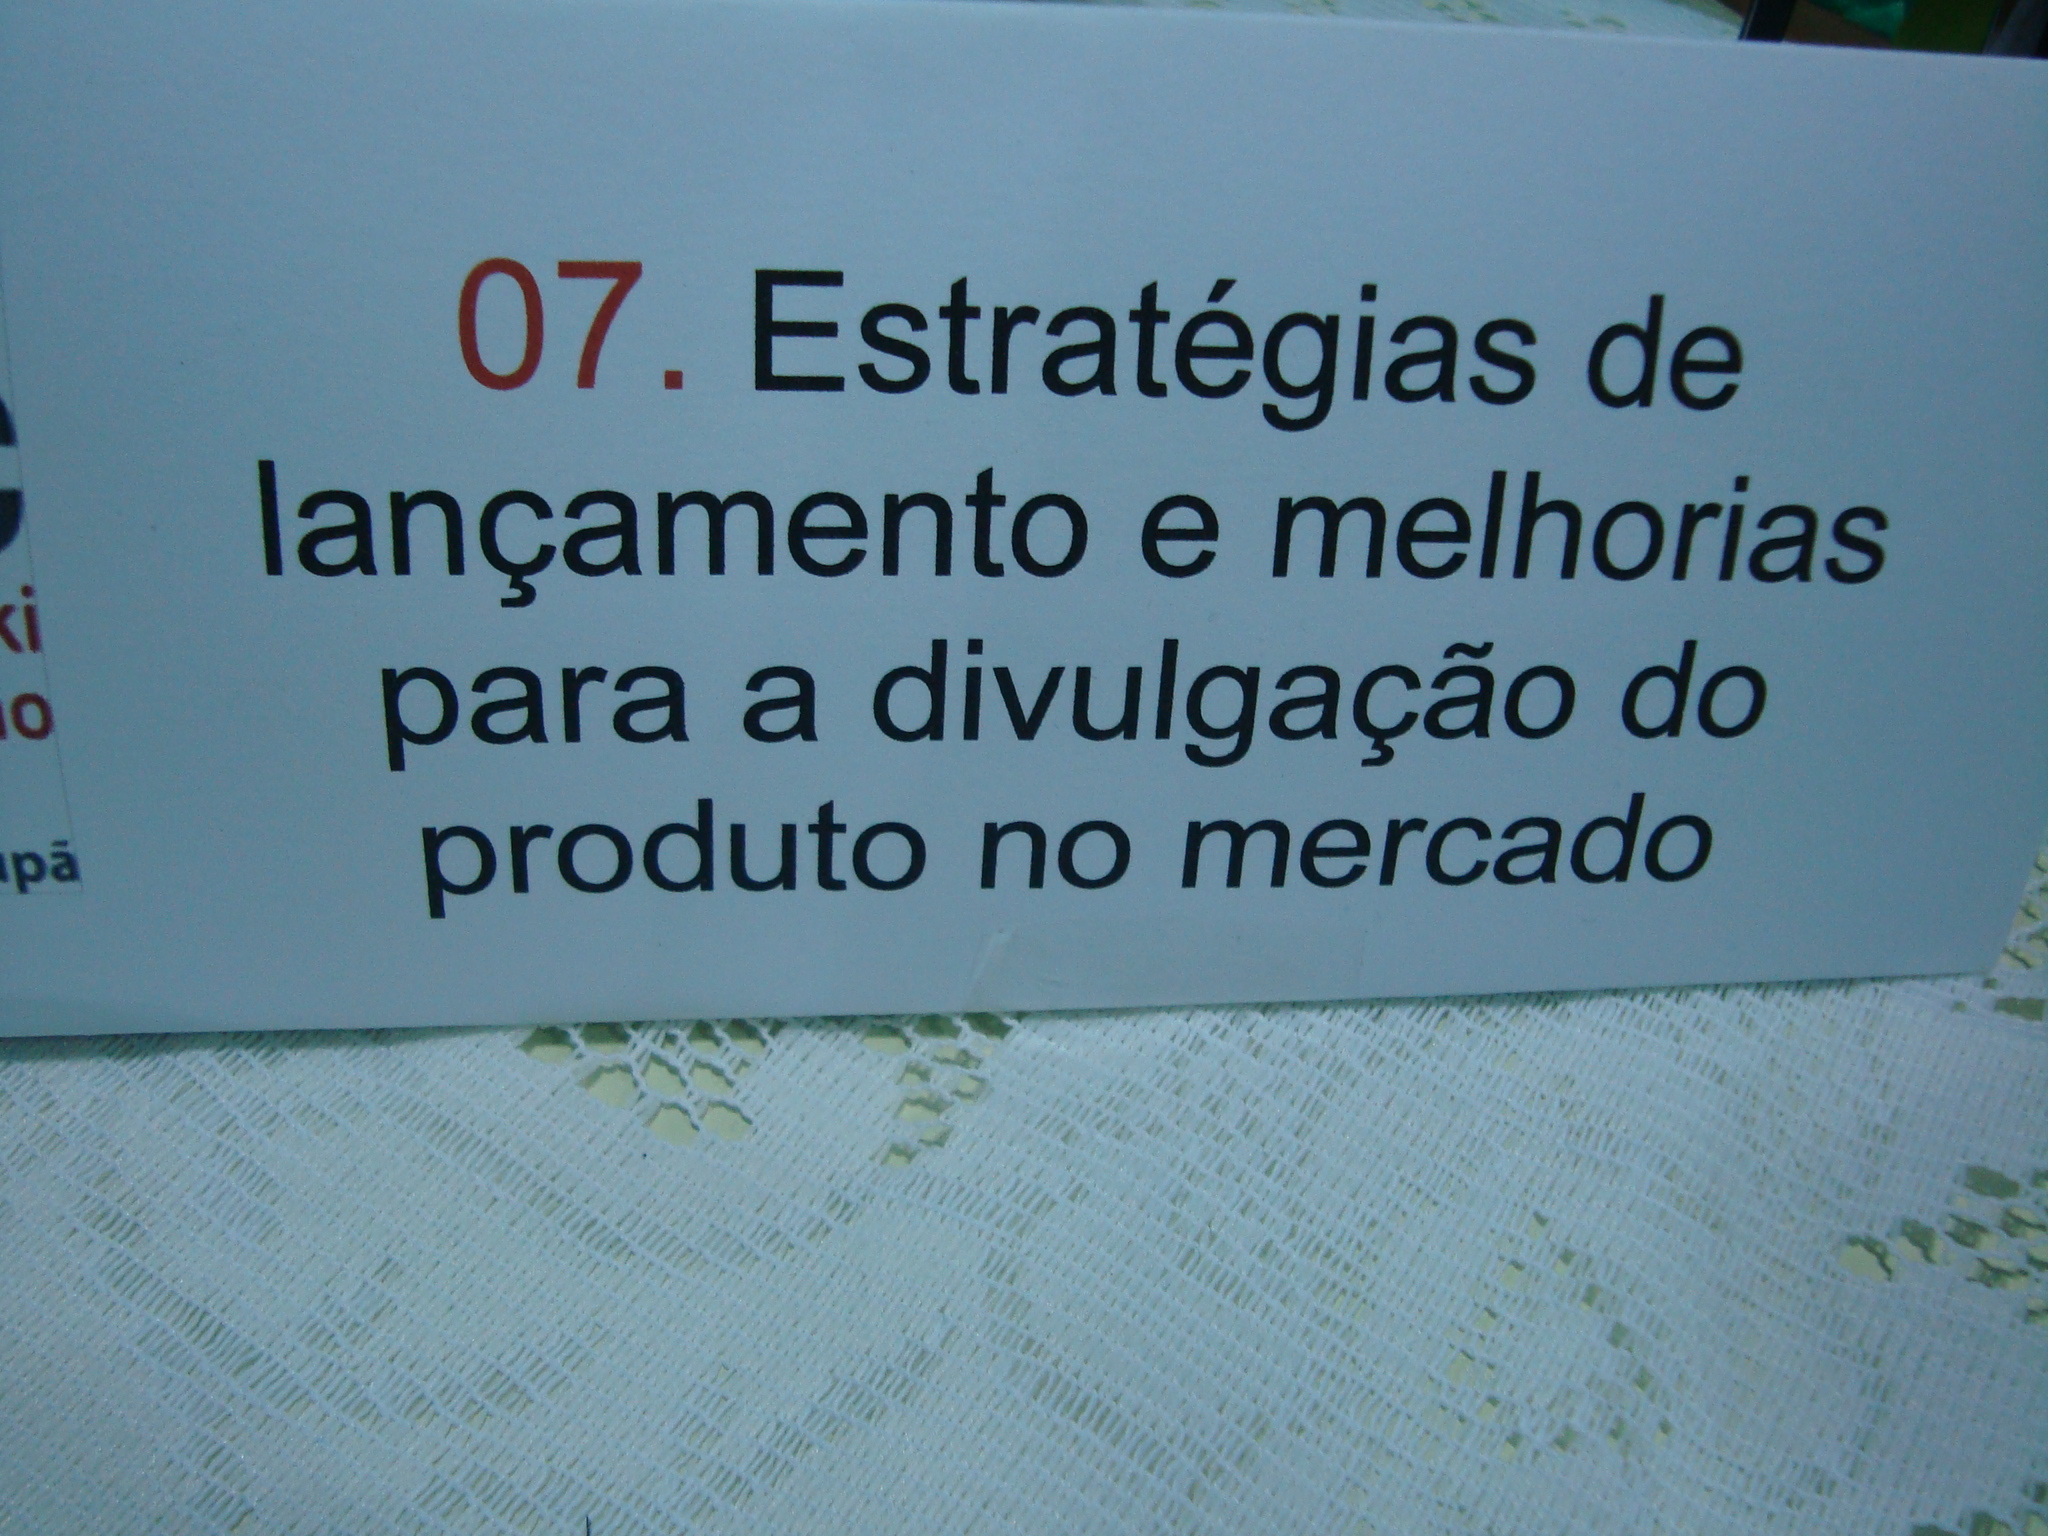 07. Estratégias de
lançamento e melhorias
para a divulgação do
produto no mercado